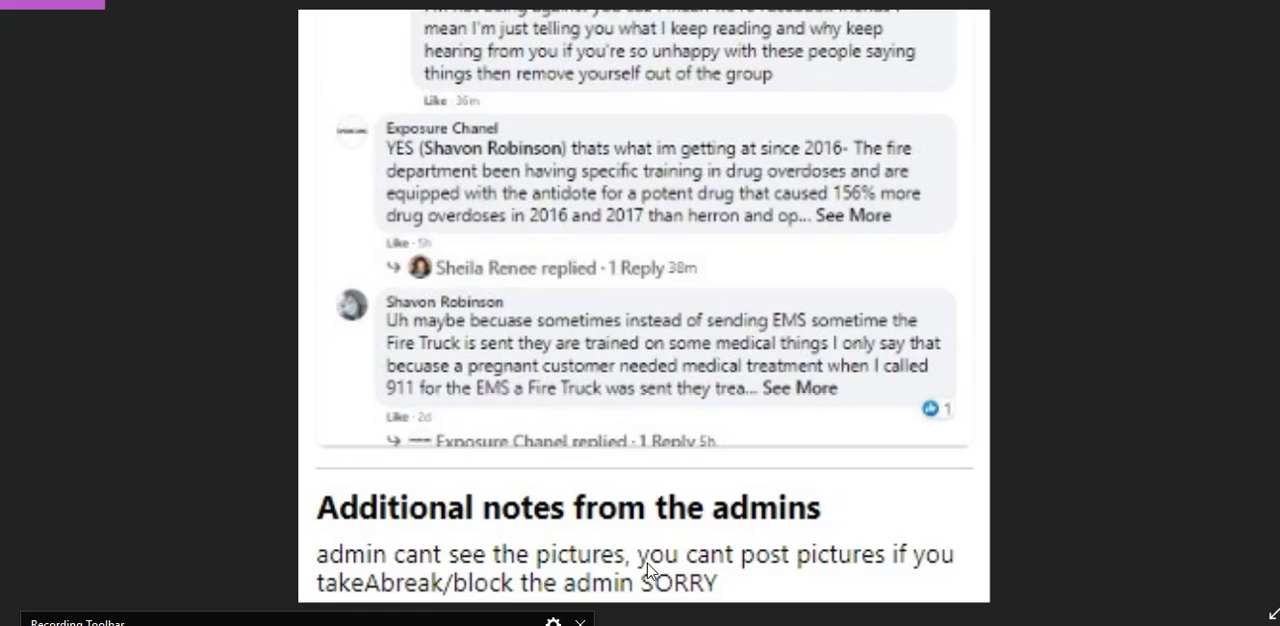 mean I'm just telling you what I keep reading and why keep
hearing from you if you're so unhappy with these people saying
things then remove yourself out of the group
Like · 36m
Exposure Chanel
YES (Shavon Robinson) thats what im getting at since 2016- The fire
department been having specific training in drug overdoses and are
equipped with the antidote for a potent drug that caused 156% more
drug overdoses in 2016 and 2017 than herron and op... See More
Like · 5h
Sheila Renee replied · 1 Reply 38m
Shavon Robinson
Uh maybe becuase sometimes instead of sending EMS sometime the
Fire Truck is sent they are trained on some medical things I only say that
becuase a pregnant customer needed medical treatment when I called
911 for the EMS a Fire Truck was sent they trea... See More
1
Like · 2d
Exposure Chanel replied · 1 Reply 5h
Additional notes from the admins
admin cant see the pictures, you cant post pictures if you
takeAbreak/block the admin SORRY
Recording Toolbar